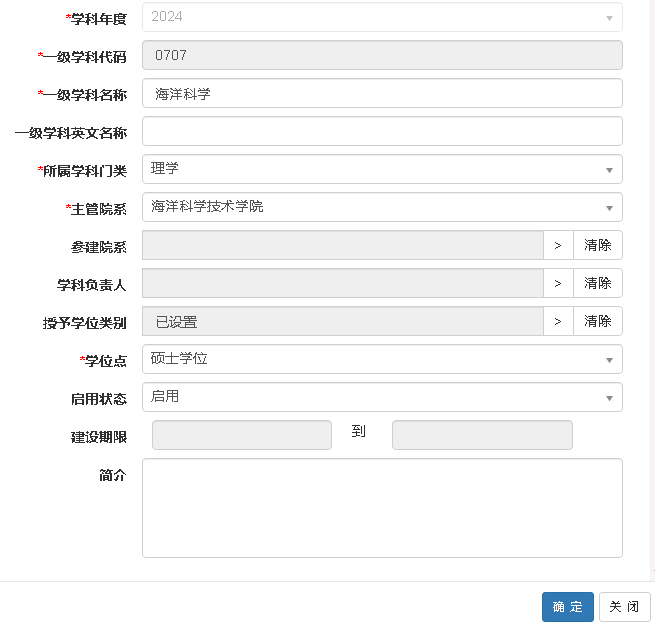 *学科年度 2024
*一级学科代码 0707
*一级学科名称 海洋科学
一级学科英文名称
*所属学科门类 理学
*主管院系 海洋科学技术学院
参建院系 > 清除
学科负责人 > 清除
授予学位类别 已设置 > 清除
*学位点 硕士学位
启用状态 启用
建设期限 到
简介
确 定 关 闭